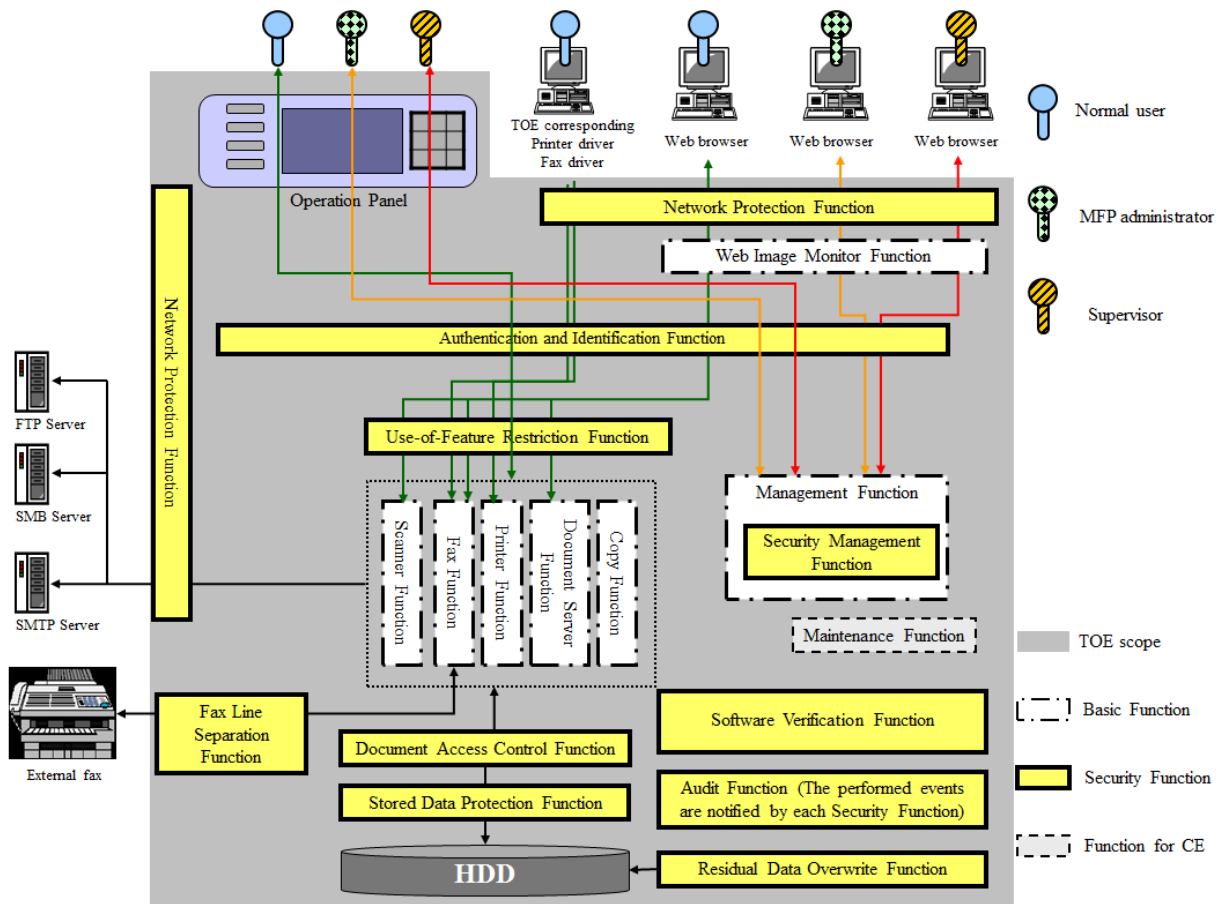 TOE corresponding
Printer driver
Fax driver
Web browser
Web browser
Web browser
Normal user
Operation Panel
Network Protection Function
MFP administrator
Web Image Monitor Function
Network Protection Function
Authentication and Identification Function
Supervisor
FTP Server
Use-of-Feature Restriction Function
SMB Server
Management Function
Security Management
Function
Scanner Function
Fax Function
Printer Function
Document Server
Function
Copy Function
SMTP Server
Maintenance Function
TOE scope
Fax Line
Separation
Function
External fax
Document Access Control Function
Software Verification Function
Basic Function
Stored Data Protection Function
Audit Function (The performed events
are notified by each Security Function)
Security Function
HDD
Residual Data Overwrite Function
Function for CE